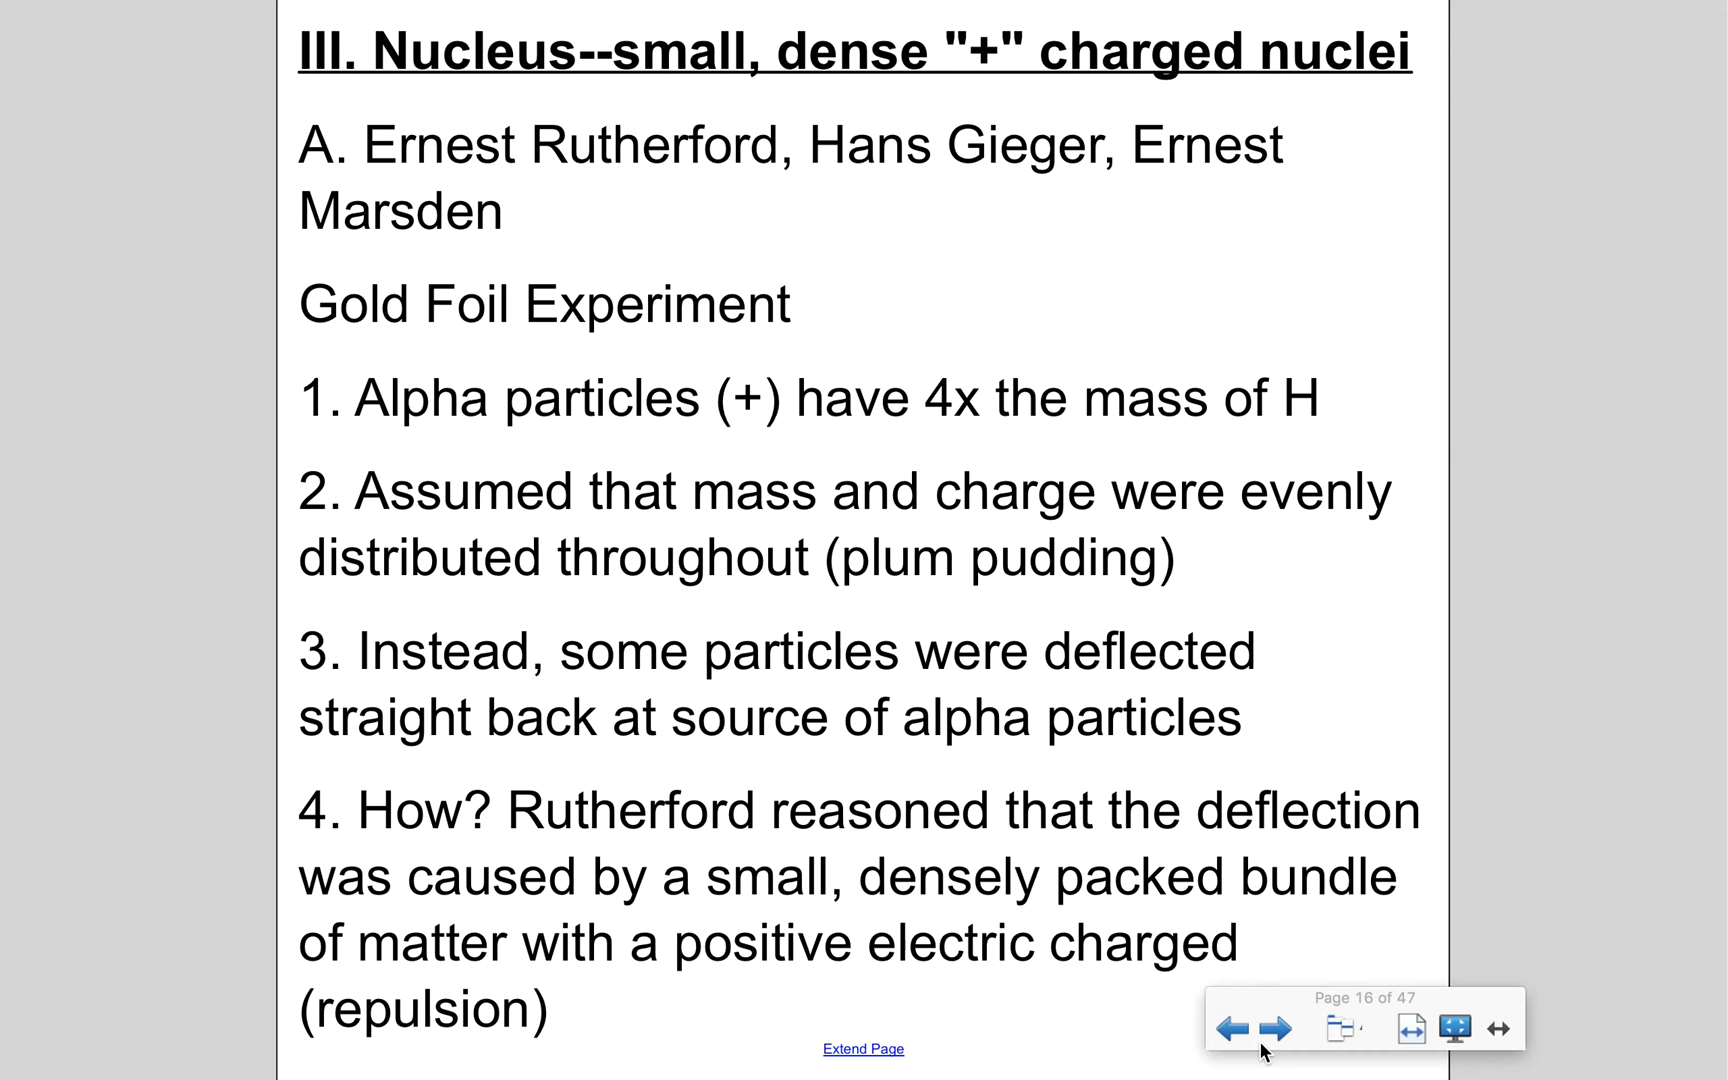 III. Nucleus--small, dense "+" charged nuclei
A. Ernest Rutherford, Hans Gieger, Ernest
Marsden
Gold Foil Experiment
1. Alpha particles (+) have 4x the mass of H
2. Assumed that mass and charge were evenly
distributed throughout (plum pudding)
3. Instead, some particles were deflected
straight back at source of alpha particles
4. How? Rutherford reasoned that the deflection
was caused by a small, densely packed bundle
of matter with a positive electric charged
(repulsion)
Page 16 of 47
Extend Page